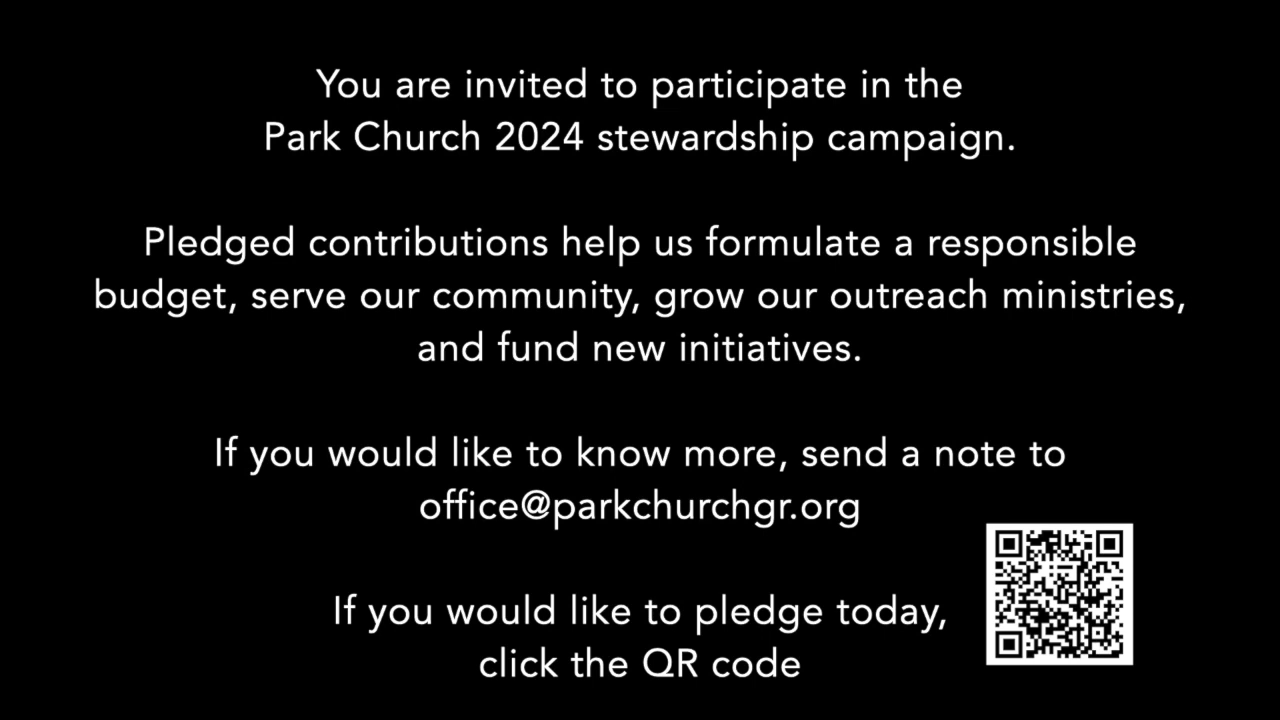 You are invited to participate in the
Park Church 2024 stewardship campaign.
Pledged contributions help us formulate a responsible
budget, serve our community, grow our outreach ministries,
and fund new initiatives.
If you would like to know more, send a note to
office@parkchurchgr.org
If you would like to pledge today,
click the QR code